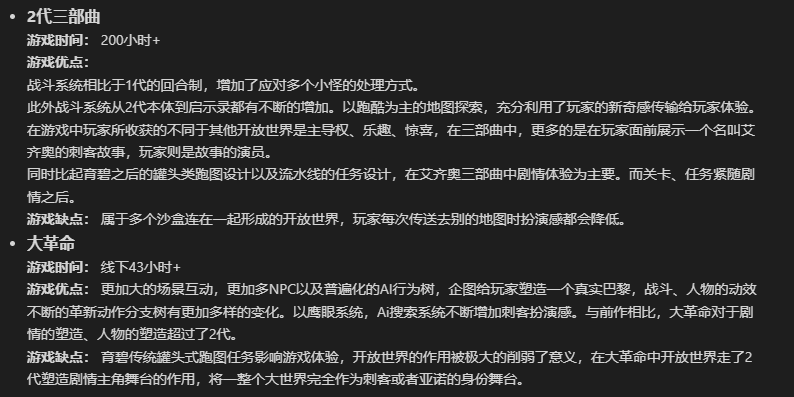 • 2代三部曲
游戏时间： 200小时+
游戏优点：
战斗系统相比于1代的回合制，增加了应对多个小怪的处理方式。
此外战斗系统从2代本体到启示录都有不断的增加。以跑酷为主的地图探索，充分利用了玩家的新奇感传输给玩家体验。
在游戏中玩家所收获的不同于其他开放世界是主导权、乐趣、惊喜，在三部曲中，更多的是在玩家面前展示一个名叫艾
齐奥的刺客故事，玩家则是故事的演员。
同时比起育碧之后的罐头类跑图设计以及流水线的任务设计，在艾齐奥三部曲中剧情体验为主要。而关卡、任务紧随剧
情之后。
游戏缺点： 属于多个沙盒连在一起形成的开放世界，玩家每次传送去别的地图时扮演感都会降低。
• 大革命
游戏时间： 线下43小时+
游戏优点： 更加大的场景互动，更加多NPC以及普遍化的AI行为树，企图给玩家塑造一个真实巴黎，战斗、人物的动效
不断的革新动作分支树有更加多样的变化。以鹰眼系统，Ai搜索系统不断增加刺客扮演感。与前作相比，大革命对于剧
情的塑造、人物的塑造超过了2代。
游戏缺点： 育碧传统罐头式跑图任务影响游戏体验，开放世界的作用被极大的削弱了意义，在大革命中开放世界走了2
代塑造剧情主角舞台的作用，将一整个大世界完全作为刺客或者亚诺的身份舞台。